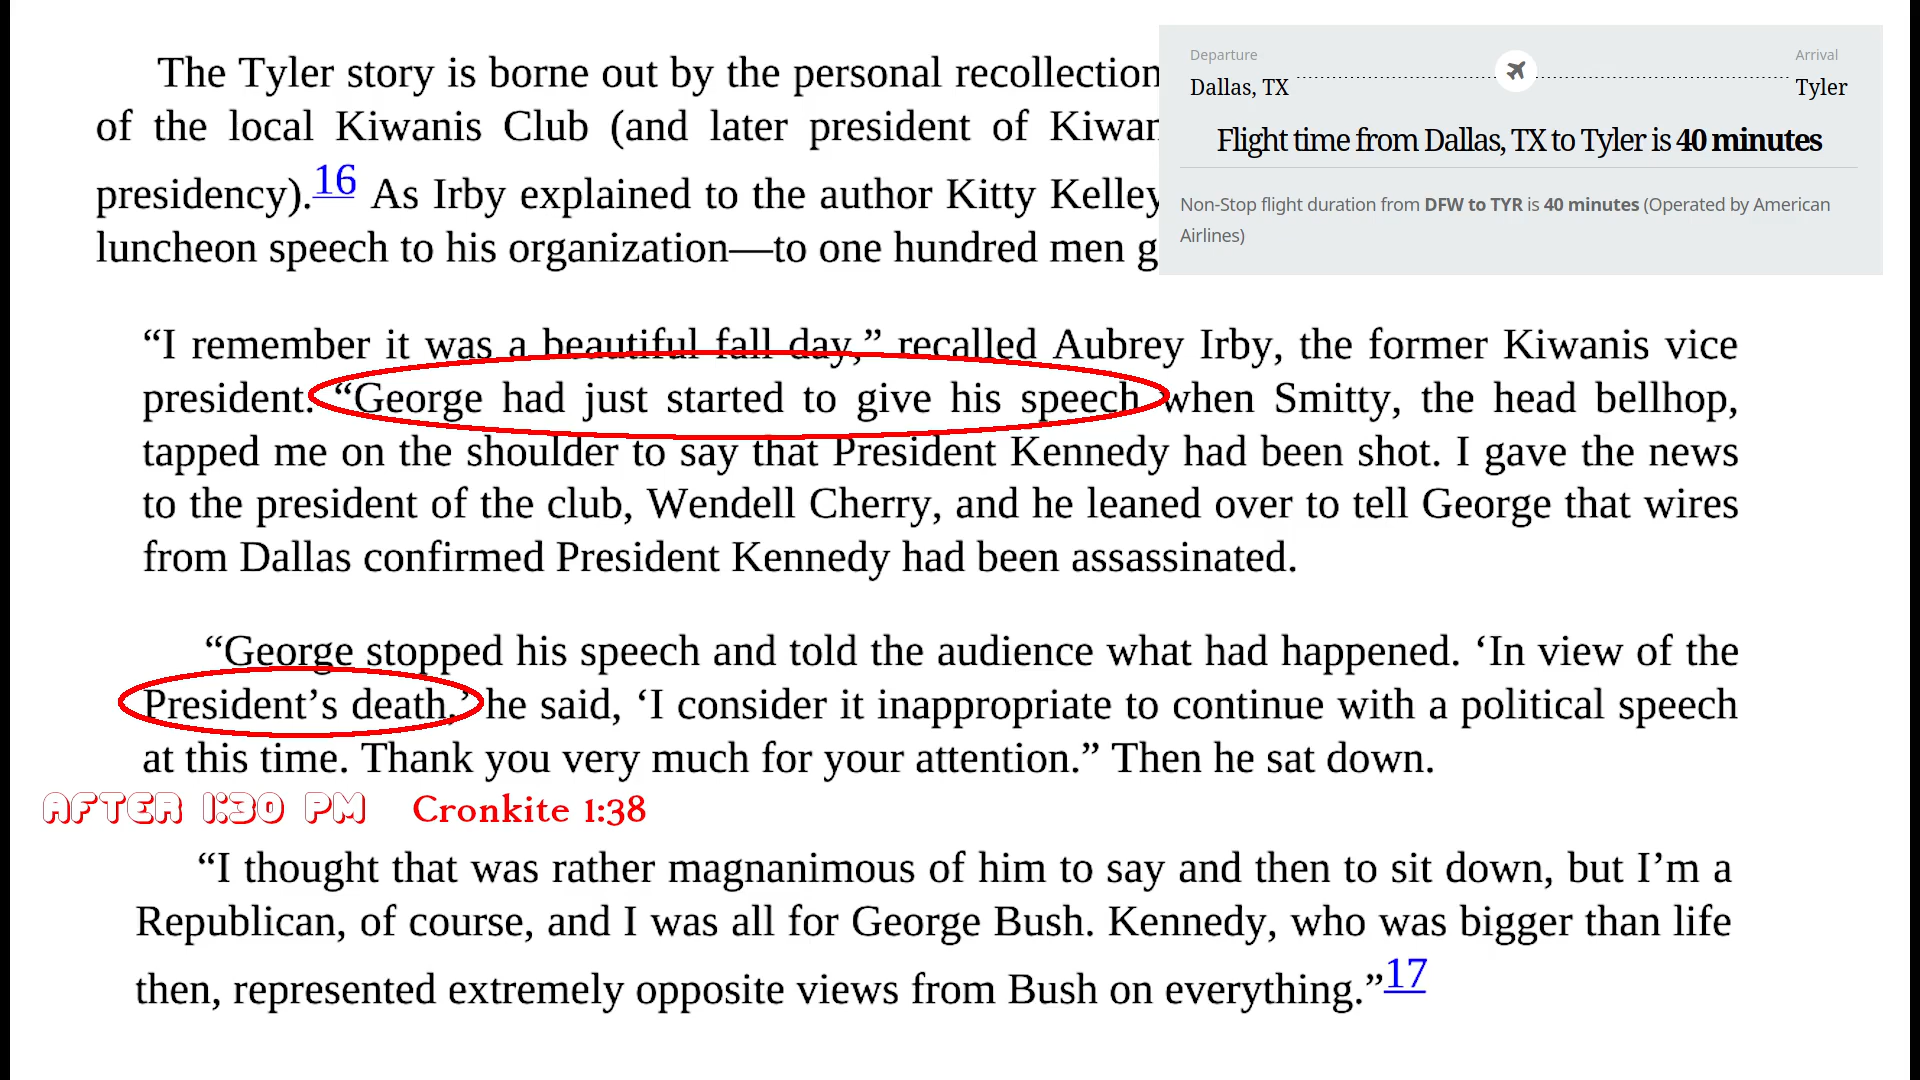 The Tyler story is borne out by the personal recollection
of the local Kiwanis Club (and later president of Kiwan
presidency).16 As Irby explained to the author Kitty Kelley
luncheon speech to his organization—to one hundred men g
Departure
Arrival
Dallas, TX
Tyler
Flight time from Dallas, TX to Tyler is 40 minutes
Non-Stop flight duration from DFW to TYR is 40 minutes (Operated by American
Airlines)
“I remember it was a beautiful fall day,” recalled Aubrey Irby, the former Kiwanis vice
president. “George had just started to give his speech when Smitty, the head bellhop,
tapped me on the shoulder to say that President Kennedy had been shot. I gave the news
to the president of the club, Wendell Cherry, and he leaned over to tell George that wires
from Dallas confirmed President Kennedy had been assassinated.
“George stopped his speech and told the audience what had happened. ‘In view of the
President’s death,’ he said, ‘I consider it inappropriate to continue with a political speech
at this time. Thank you very much for your attention.” Then he sat down.
AFTER 1:30 PM Cronkite 1:38
“I thought that was rather magnanimous of him to say and then to sit down, but I’m a
Republican, of course, and I was all for George Bush. Kennedy, who was bigger than life
then, represented extremely opposite views from Bush on everything.”17